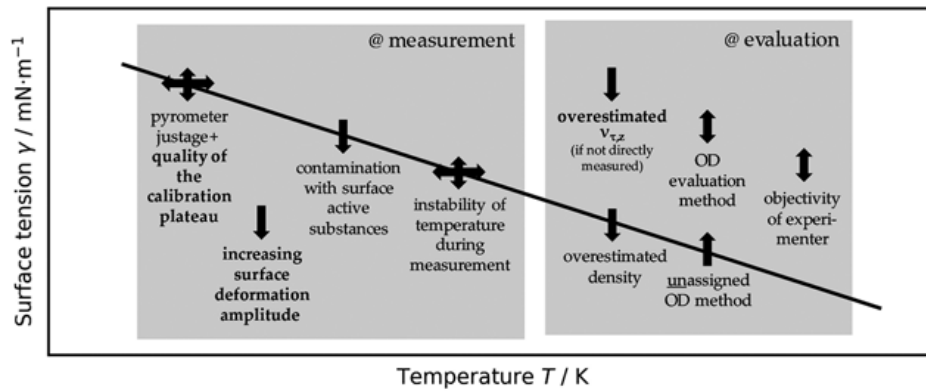 Surface tension γ / mN·m⁻¹
@ measurement
pyrometer
justage+
quality of
the
calibration
plateau
increasing
surface
deformation
amplitude
contamination
with surface
active
substances
instability of
temperature
during
measurement
@ evaluation
overestimated
ντ,z
(if not directly
measured)
OD
evaluation
method
objectivity
of experi-
menter
overestimated
density
unassigned
OD method
Temperature T / K